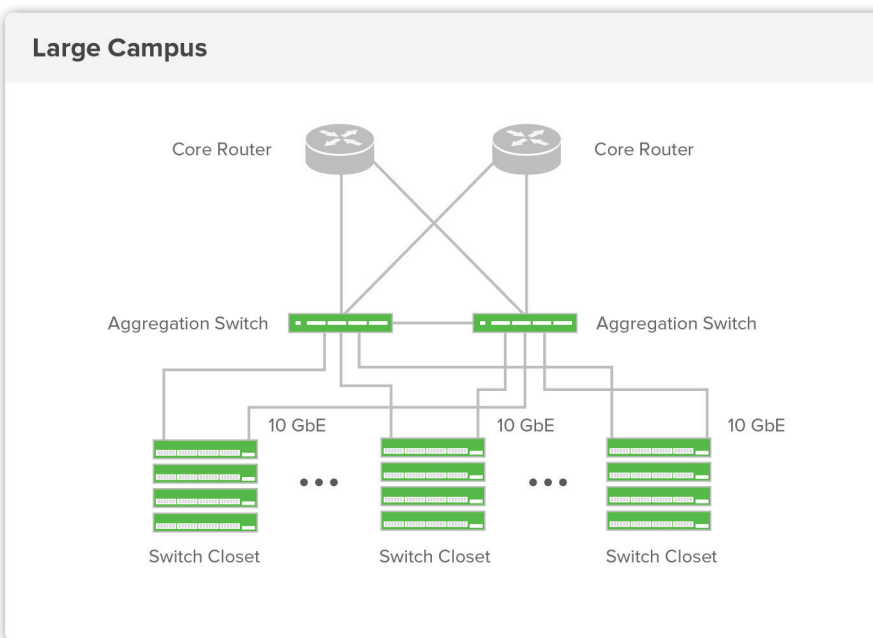 Large Campus
Core Router
Core Router
Aggregation Switch
Aggregation Switch
10 GbE
10 GbE
10 GbE
Switch Closet
Switch Closet
Switch Closet